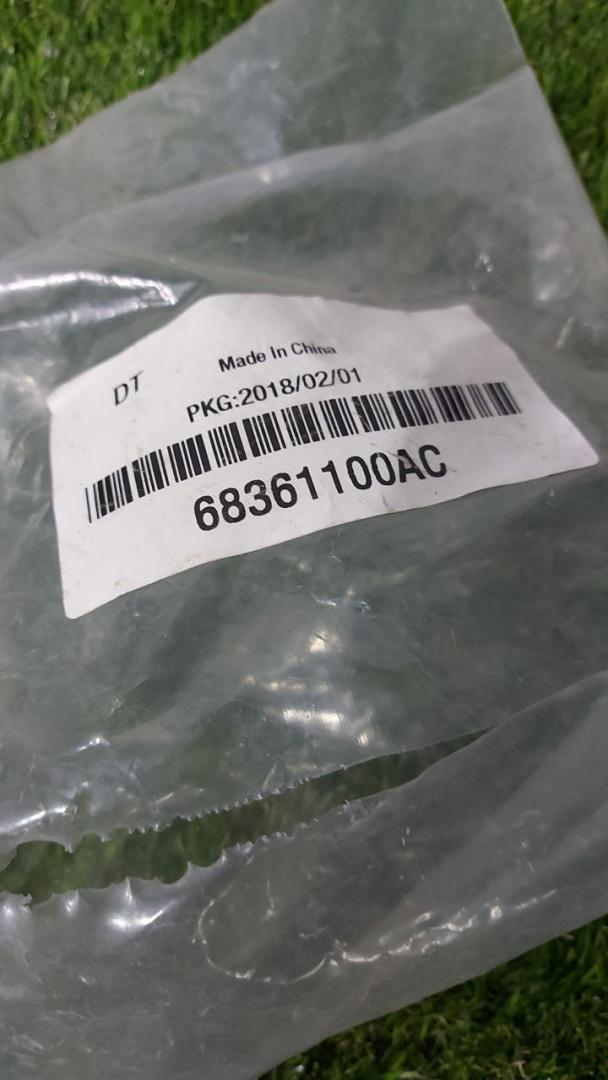 DT
Made In China
PKG:2018/02/01
68361100AC